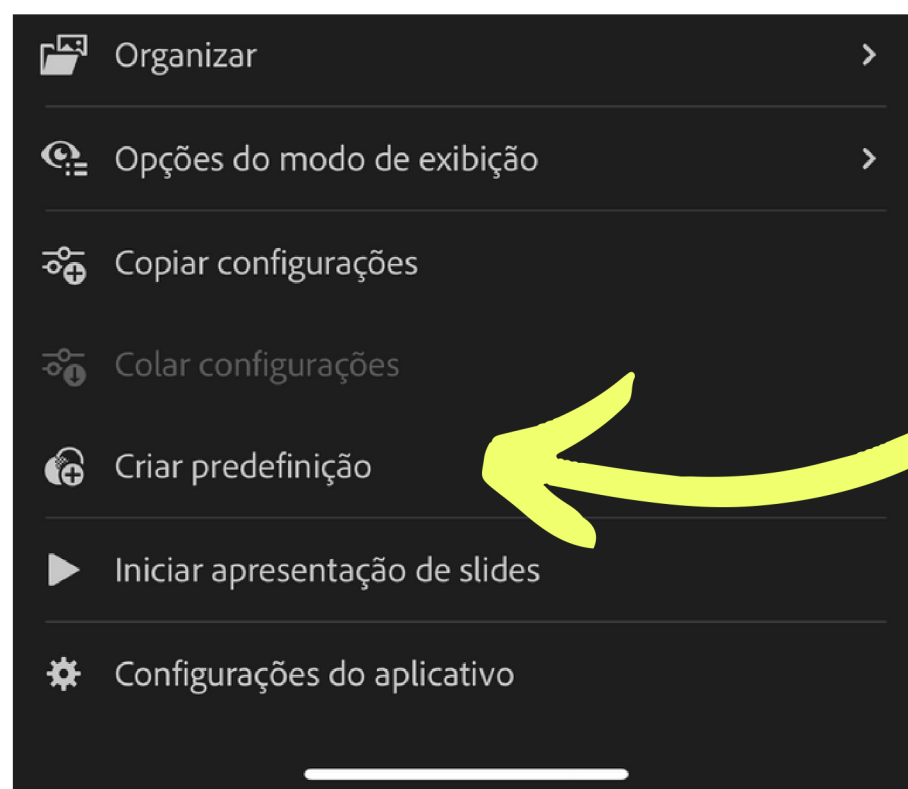 Organizar
Opções do modo de exibição
Copiar configurações
Colar configurações
Criar predefinição
Iniciar apresentação de slides
Configurações do aplicativo